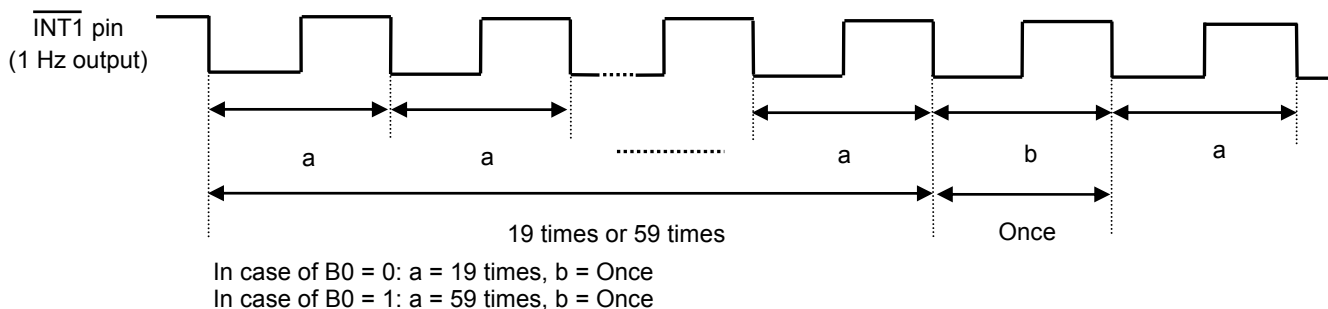 INT1 pin
(1 Hz output)
a
a
a
b
a
19 times or 59 times
Once
In case of B0 = 0: a = 19 times, b = Once
In case of B0 = 1: a = 59 times, b = Once